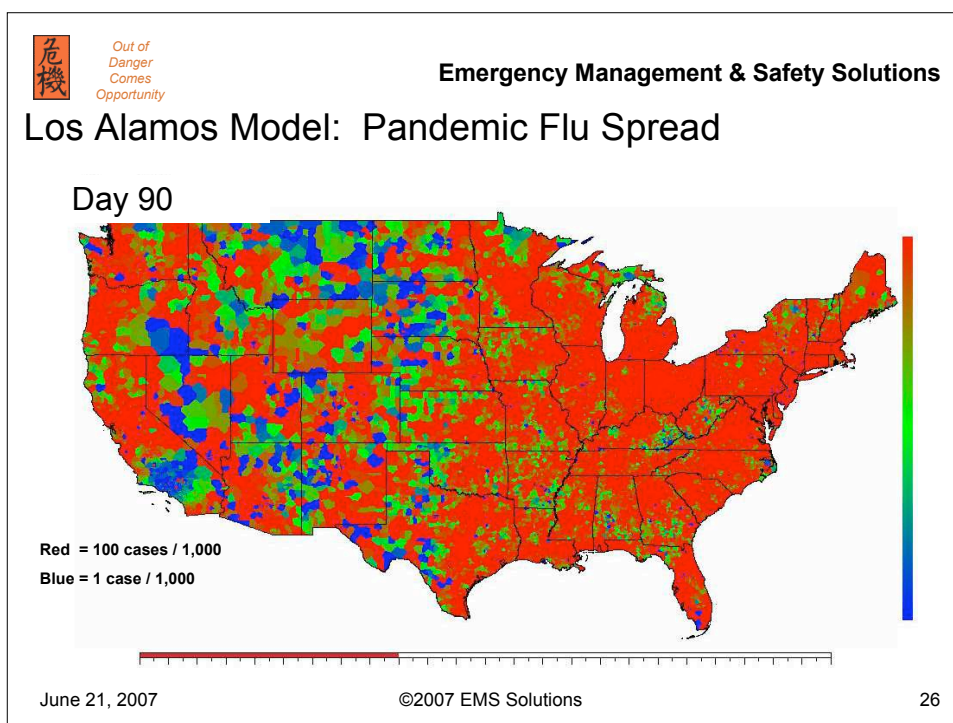 危
機
Out of
Danger
Comes
Opportunity
Emergency Management & Safety Solutions
Los Alamos Model: Pandemic Flu Spread
Day 90
Red = 100 cases / 1,000
Blue = 1 case / 1,000
June 21, 2007
©2007 EMS Solutions
26